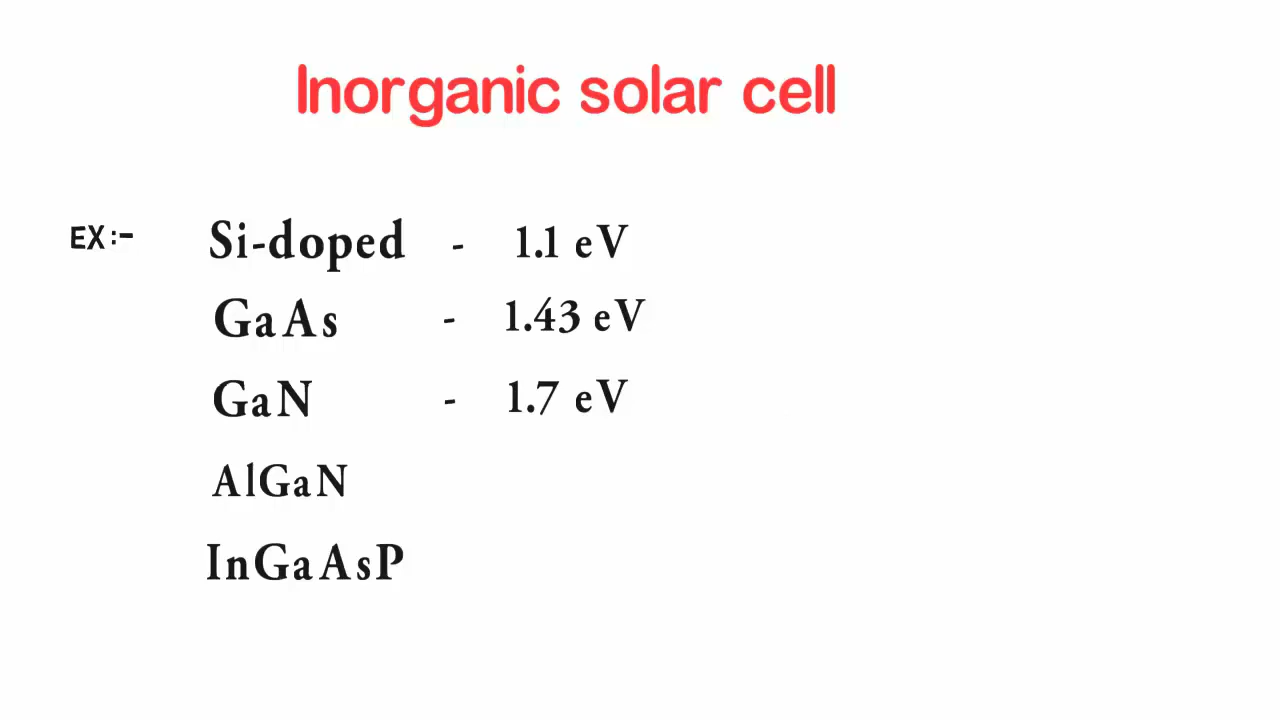 Inorganic solar cell
EX:- Si-doped - 1.1 eV
GaAs - 1.43 eV
GaN - 1.7 eV
AlGaN
InGaAsP